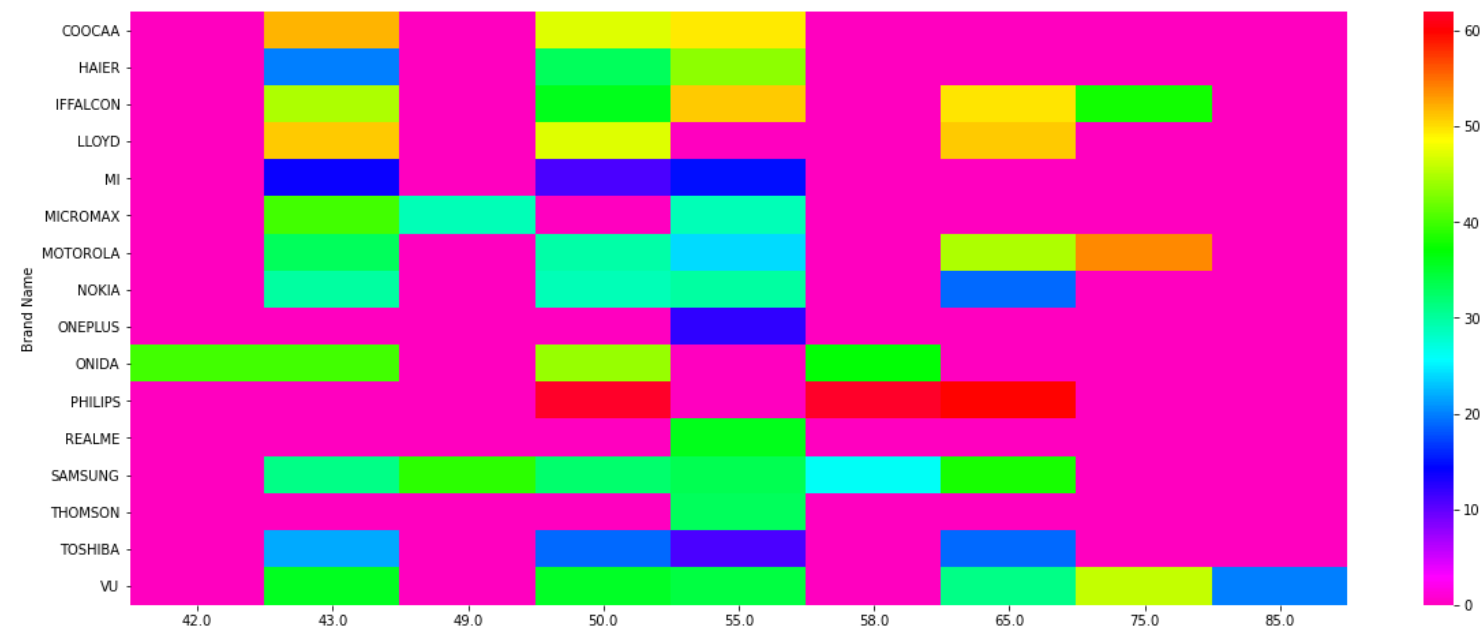 COOCAA
HAIER
IFFALCON
LLOYD
MI
MICROMAX
MOTOROLA
NOKIA
ONEPLUS
ONIDA
PHILIPS
REALME
SAMSUNG
THOMSON
TOSHIBA
VU
Brand Name
42.0 43.0 49.0 50.0 55.0 58.0 65.0 75.0 85.0
60
50
40
30
20
10
0